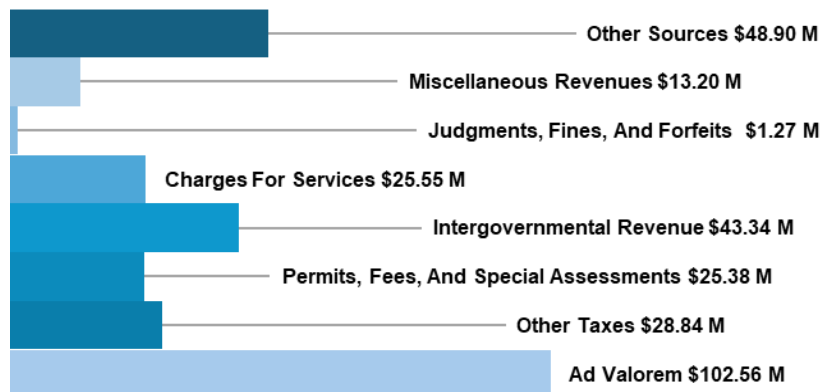 Other Sources $48.90 M
Miscellaneous Revenues $13.20 M
Judgments, Fines, And Forfeits $1.27 M
Charges For Services $25.55 M
Intergovernmental Revenue $43.34 M
Permits, Fees, And Special Assessments $25.38 M
Other Taxes $28.84 M
Ad Valorem $102.56 M